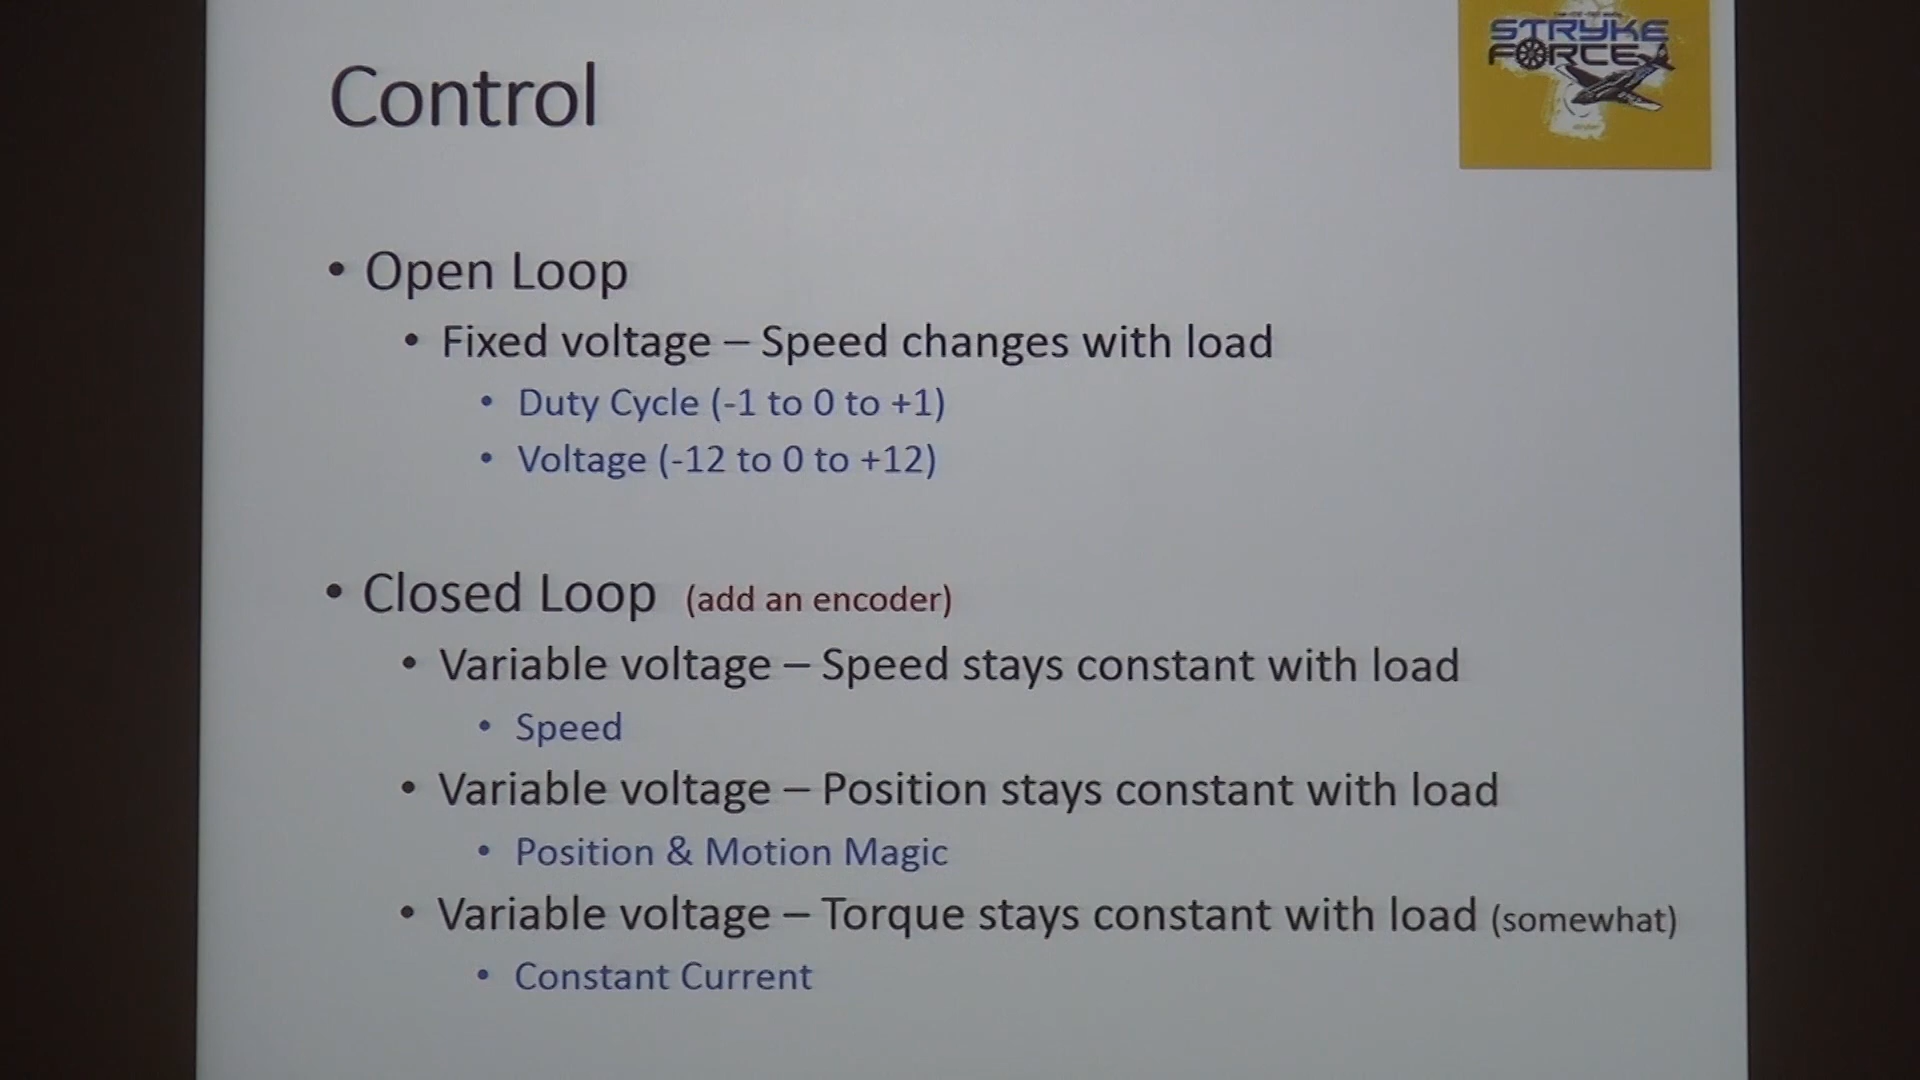 STRYKE
FORCE
Control
• Open Loop
• Fixed voltage – Speed changes with load
• Duty Cycle (-1 to 0 to +1)
• Voltage (-12 to 0 to +12)
• Closed Loop (add an encoder)
• Variable voltage – Speed stays constant with load
• Speed
• Variable voltage – Position stays constant with load
• Position & Motion Magic
• Variable voltage – Torque stays constant with load (somewhat)
• Constant Current